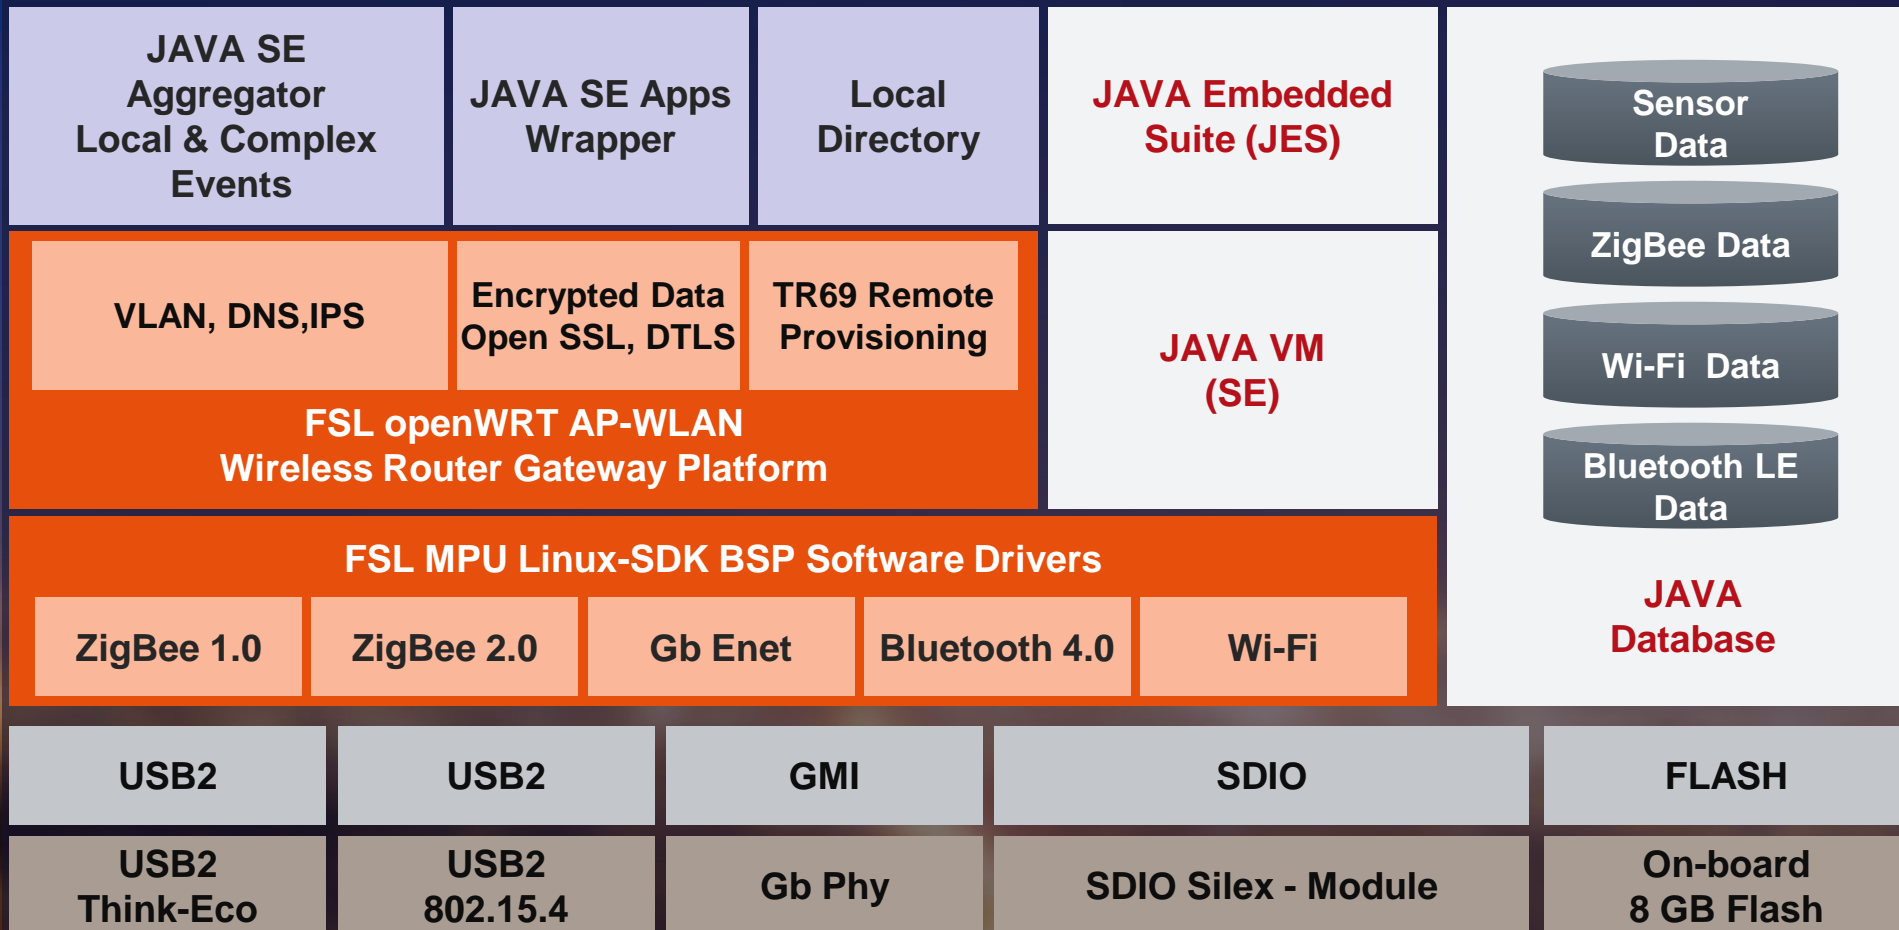 JAVA SE
Aggregator
Local & Complex
Events
JAVA SE Apps
Wrapper
Local
Directory
JAVA Embedded
Suite (JES)
Sensor
Data
ZigBee Data
Wi-Fi Data
Bluetooth LE
Data
JAVA
Database
VLAN, DNS,IPS
Encrypted Data
Open SSL, DTLS
TR69 Remote
Provisioning
FSL openWRT AP-WLAN
Wireless Router Gateway Platform
JAVA VM
(SE)
FSL MPU Linux-SDK BSP Software Drivers
ZigBee 1.0
ZigBee 2.0
Gb Enet
Bluetooth 4.0
Wi-Fi
USB2
USB2
GMI
SDIO
FLASH
USB2
Think-Eco
USB2
802.15.4
Gb Phy
SDIO Silex - Module
On-board
8 GB Flash